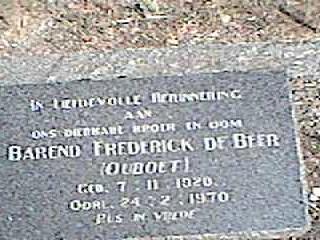 IN LIEFDEVOLLE HERINNERING
AAN
ONS DIERBARE BROER EN OOM
BAREND FREDERICK DE BEER
(OUBOET)
GEB. 7 . 11 . 1920.
OORL. 24 . 2 . 1970
RUS IN VREDE